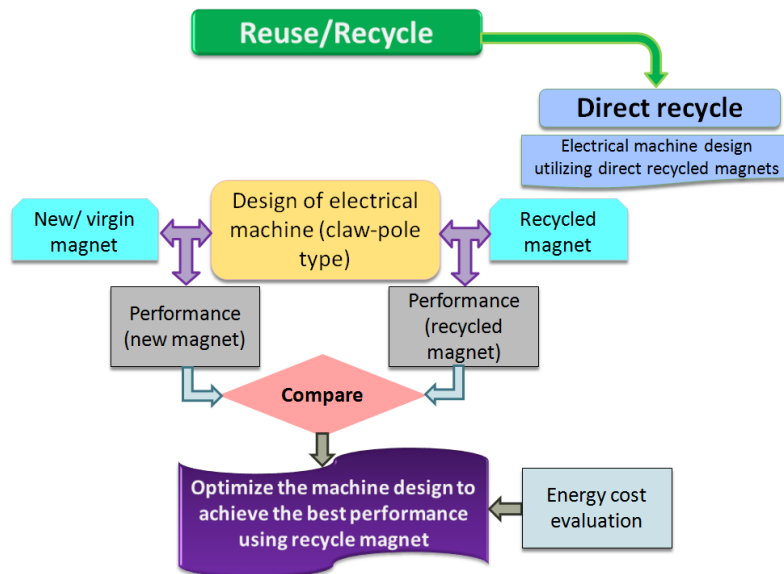 Reuse/Recycle
Direct recycle
Electrical machine design
utilizing direct recycled magnets
New/ virgin
magnet
Design of electrical
machine (claw-pole
type)
Recycled
magnet
Performance
(new magnet)
Performance
(recycled
magnet)
Compare
Optimize the machine design to
achieve the best performance
using recycle magnet
Energy cost
evaluation